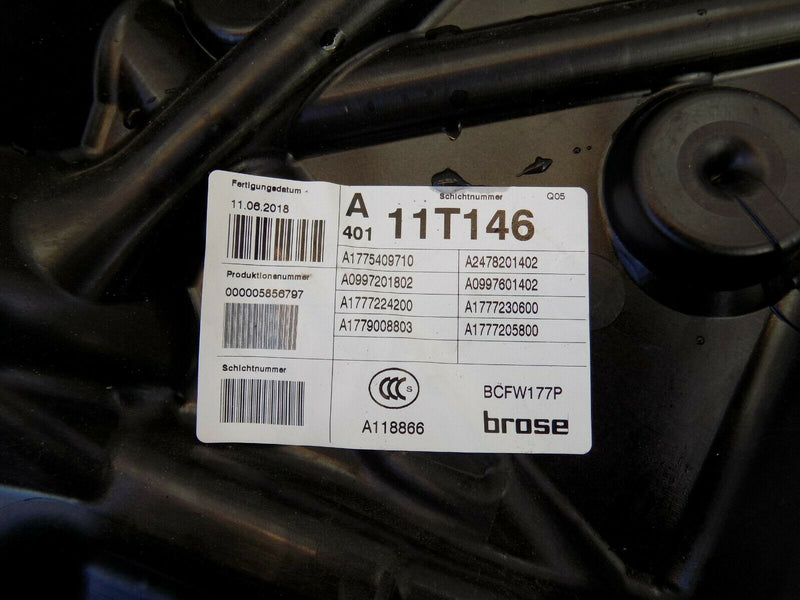 Fertigungsdatum -
11.06.2018
Produktionsnummer
000005856797
Schichtnummer
A
401
Schichtnummer
Q05
11T146
A1775409710 A2478201402
A0997201802 A0997601402
A1777224200 A1777230600
A1779008803 A1777205800
CCC S
A118866
BCFW177P
brose